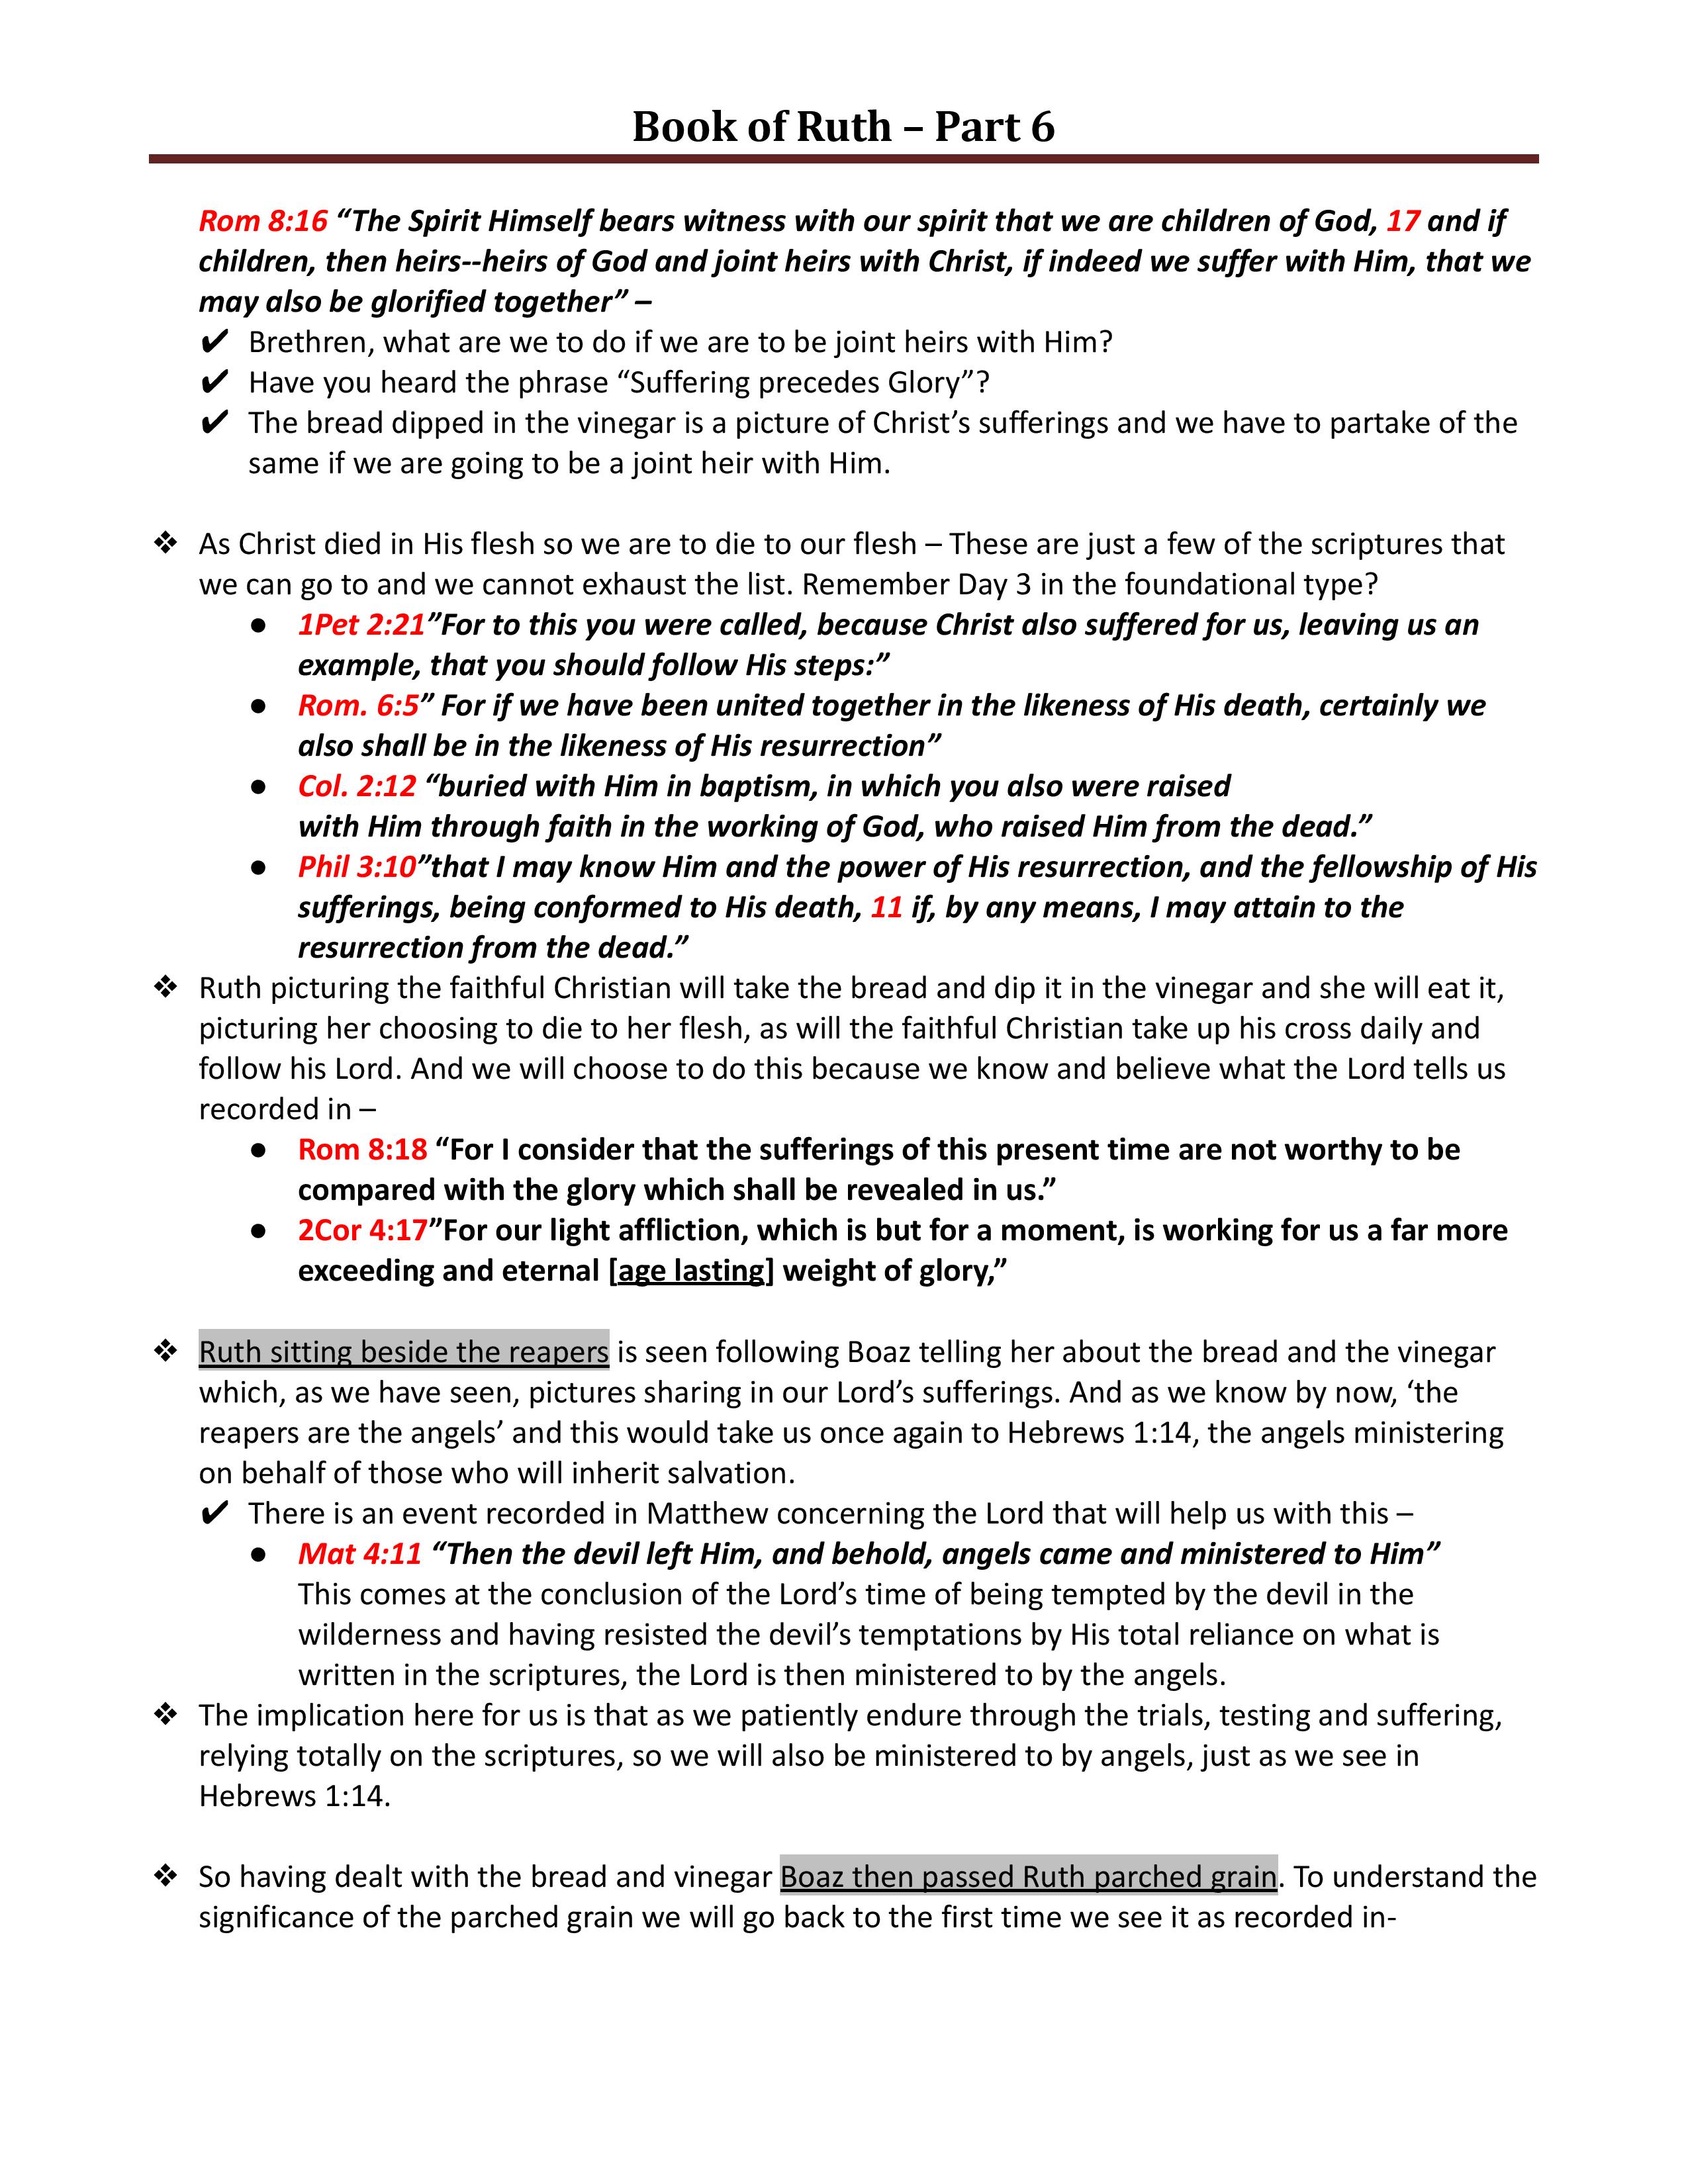 Book of Ruth – Part 6
Rom 8:16 “The Spirit Himself bears witness with our spirit that we are children of God, 17 and if
children, then heirs--heirs of God and joint heirs with Christ, if indeed we suffer with Him, that we
may also be glorified together” –
✔ Brethren, what are we to do if we are to be joint heirs with Him?
✔ Have you heard the phrase “Suffering precedes Glory”?
✔ The bread dipped in the vinegar is a picture of Christ’s sufferings and we have to partake of the
same if we are going to be a joint heir with Him.
❖ As Christ died in His flesh so we are to die to our flesh – These are just a few of the scriptures that
we can go to and we cannot exhaust the list. Remember Day 3 in the foundational type?
● 1Pet 2:21”For to this you were called, because Christ also suffered for us, leaving us an
example, that you should follow His steps:”
● Rom. 6:5” For if we have been united together in the likeness of His death, certainly we
also shall be in the likeness of His resurrection”
● Col. 2:12 “buried with Him in baptism, in which you also were raised
with Him through faith in the working of God, who raised Him from the dead.”
● Phil 3:10”that I may know Him and the power of His resurrection, and the fellowship of His
sufferings, being conformed to His death, 11 if, by any means, I may attain to the
resurrection from the dead.”
❖ Ruth picturing the faithful Christian will take the bread and dip it in the vinegar and she will eat it,
picturing her choosing to die to her flesh, as will the faithful Christian take up his cross daily and
follow his Lord. And we will choose to do this because we know and believe what the Lord tells us
recorded in –
● Rom 8:18 “For I consider that the sufferings of this present time are not worthy to be
compared with the glory which shall be revealed in us.”
● 2Cor 4:17”For our light affliction, which is but for a moment, is working for us a far more
exceeding and eternal [age lasting] weight of glory,”
❖ Ruth sitting beside the reapers is seen following Boaz telling her about the bread and the vinegar
which, as we have seen, pictures sharing in our Lord’s sufferings. And as we know by now, ‘the
reapers are the angels’ and this would take us once again to Hebrews 1:14, the angels ministering
on behalf of those who will inherit salvation.
✔ There is an event recorded in Matthew concerning the Lord that will help us with this –
● Mat 4:11 “Then the devil left Him, and behold, angels came and ministered to Him”
This comes at the conclusion of the Lord’s time of being tempted by the devil in the
wilderness and having resisted the devil’s temptations by His total reliance on what is
written in the scriptures, the Lord is then ministered to by the angels.
❖ The implication here for us is that as we patiently endure through the trials, testing and suffering,
relying totally on the scriptures, so we will also be ministered to by angels, just as we see in
Hebrews 1:14.
❖ So having dealt with the bread and vinegar Boaz then passed Ruth parched grain. To understand the
significance of the parched grain we will go back to the first time we see it as recorded in-